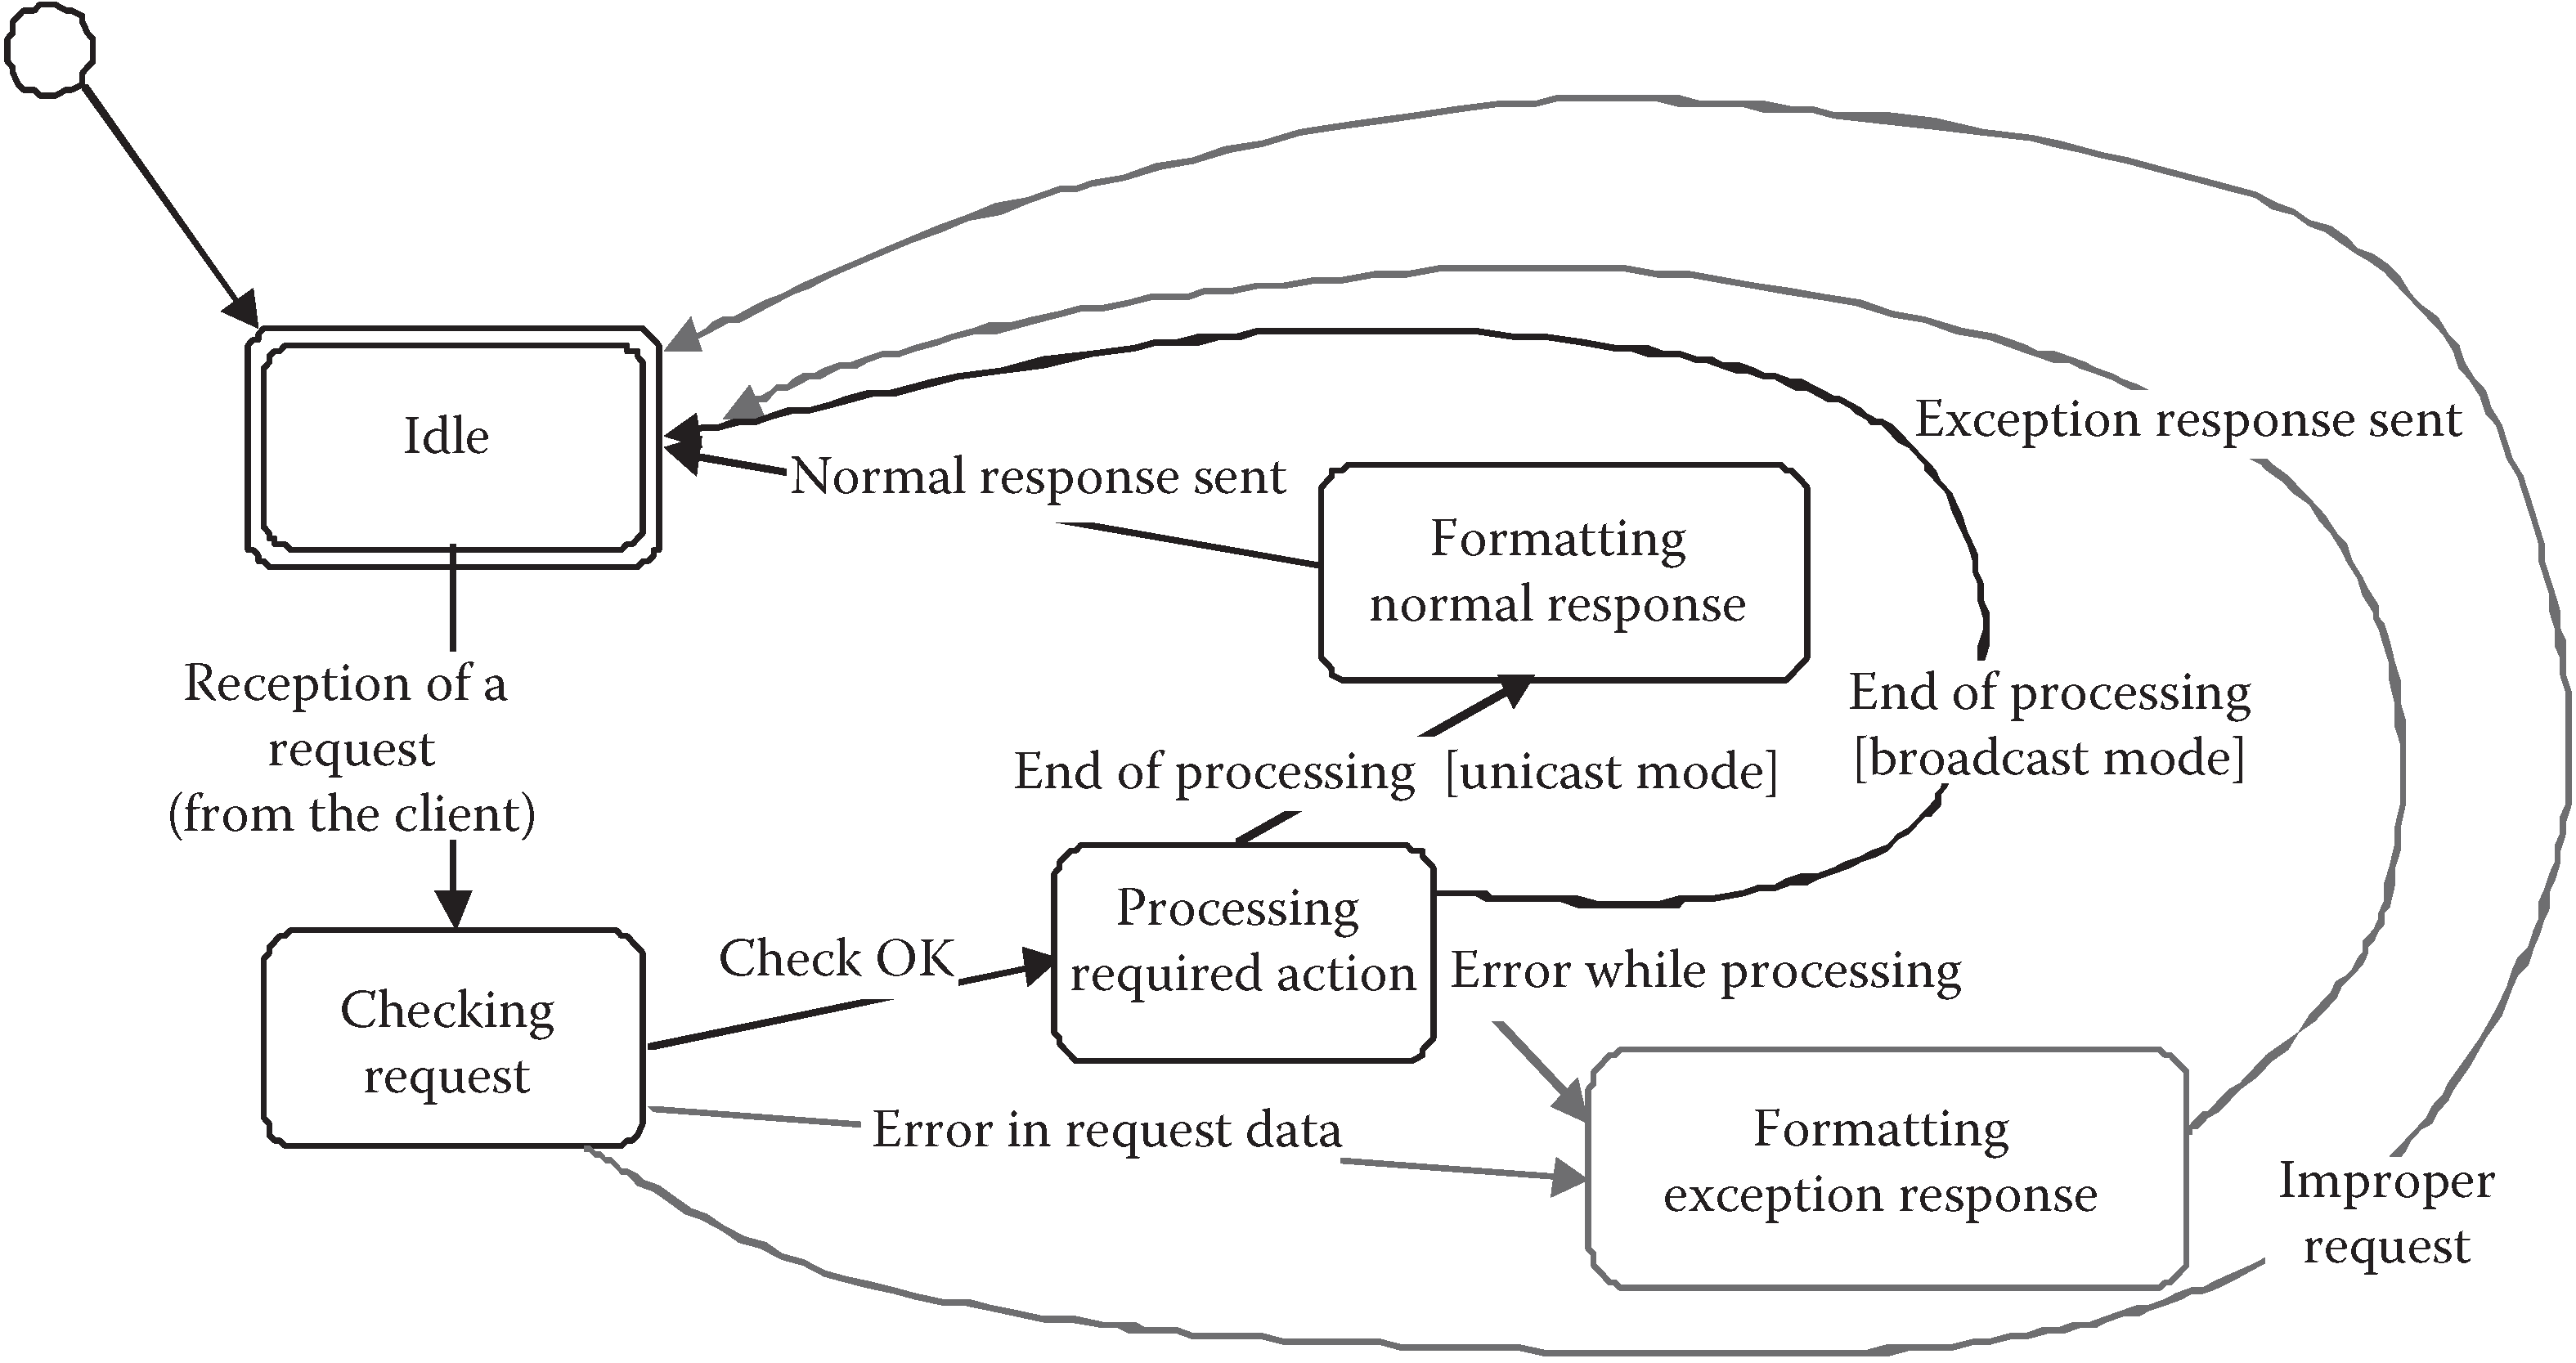 Idle
Exception response sent
Normal response sent
Formatting
normal response
Reception of a
request
(from the client)
End of processing
[broadcast mode]
End of processing [unicast mode]
Processing
required action
Check OK
Error while processing
Checking
request
Error in request data
Formatting
exception response
Improper
request